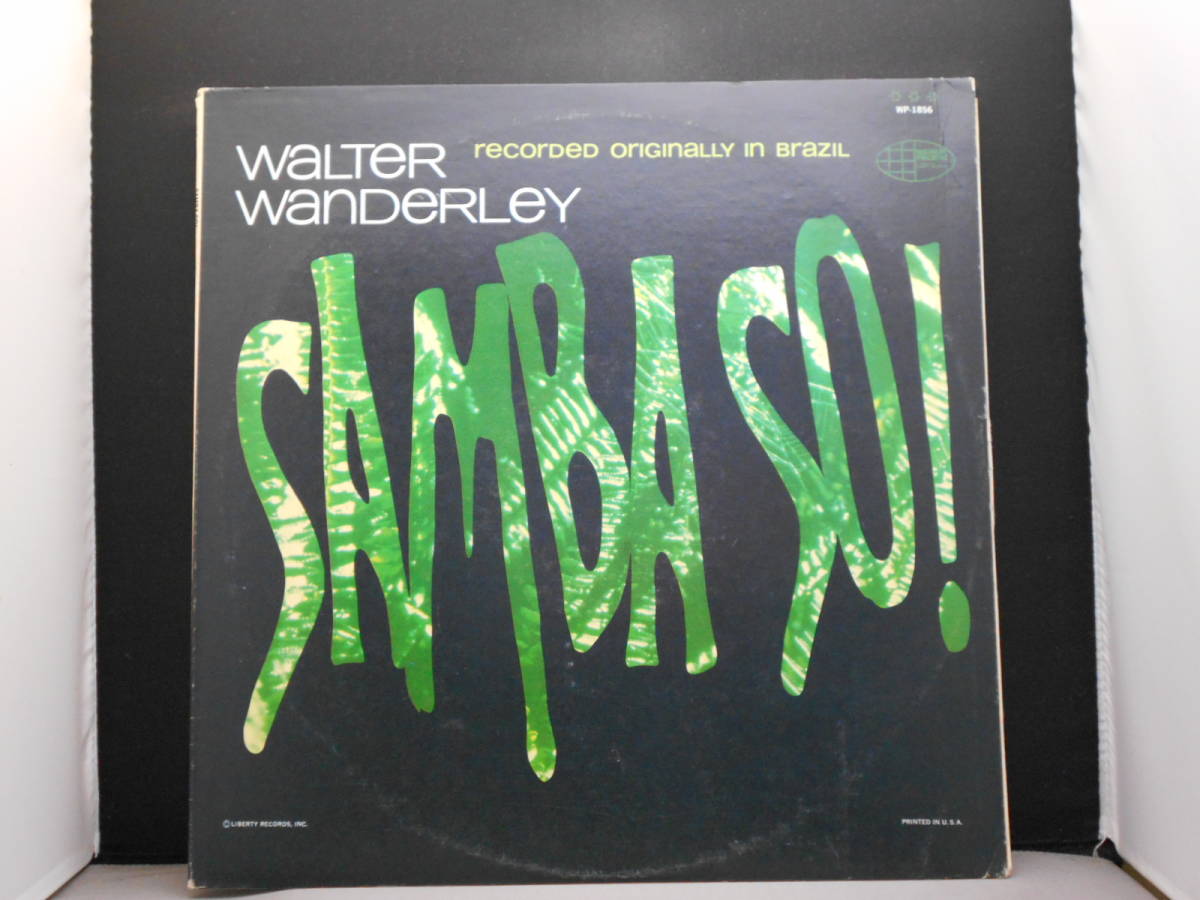 WP-1856
WALTER
WANDERLEY
RECORDED ORIGINALLY IN BRAZIL
SAMBA SO!
© LIBERTY RECORDS, INC.
PRINTED IN U.S.A.